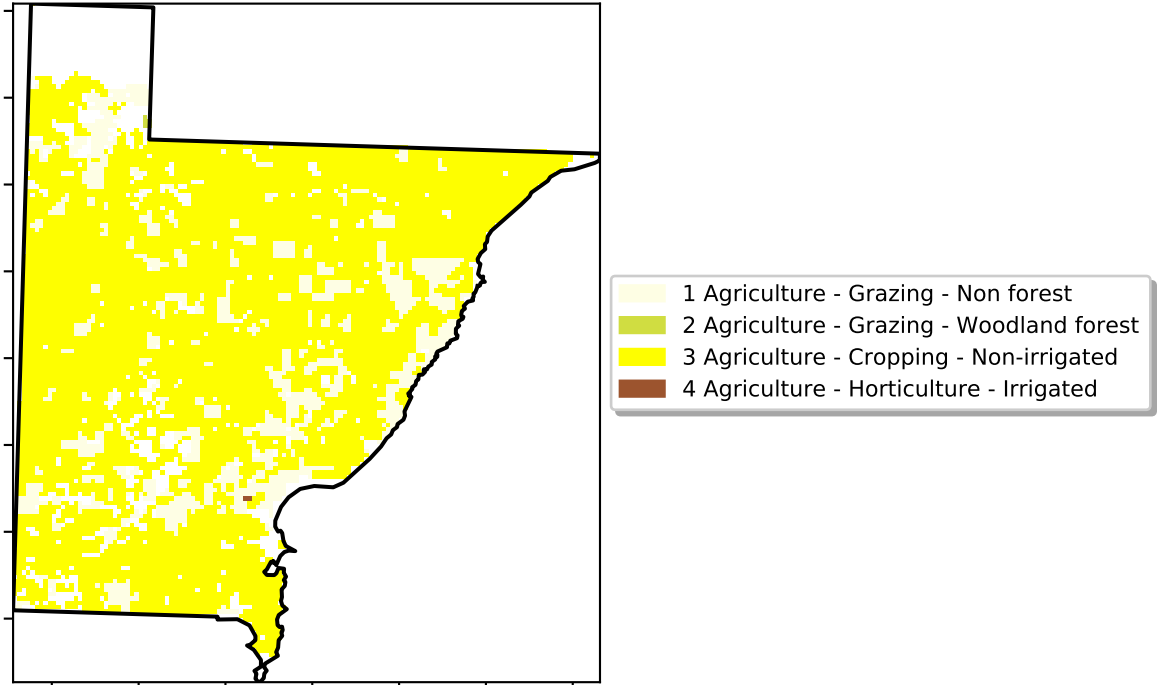 1 Agriculture - Grazing - Non forest
2 Agriculture - Grazing - Woodland forest
3 Agriculture - Cropping - Non-irrigated
4 Agriculture - Horticulture - Irrigated